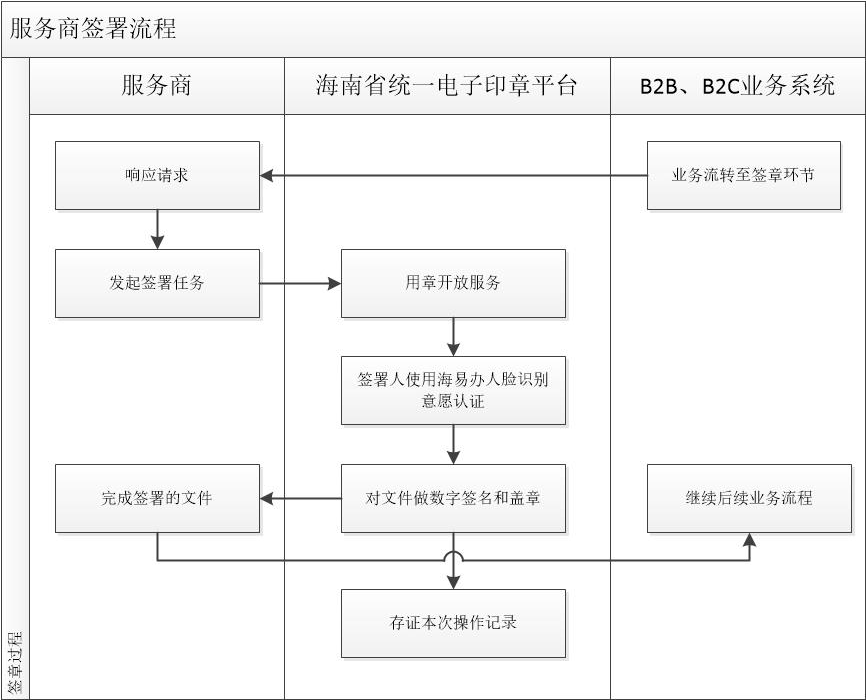 服务商签署流程
服务商
海南省统一电子印章平台
B2B、B2C业务系统
响应请求
业务流转至签章环节
发起签署任务
用章开放服务
签署人使用海易办人脸识别
意愿认证
完成签署的文件
对文件做数字签名和盖章
继续后续业务流程
存证本次操作记录
签章过程